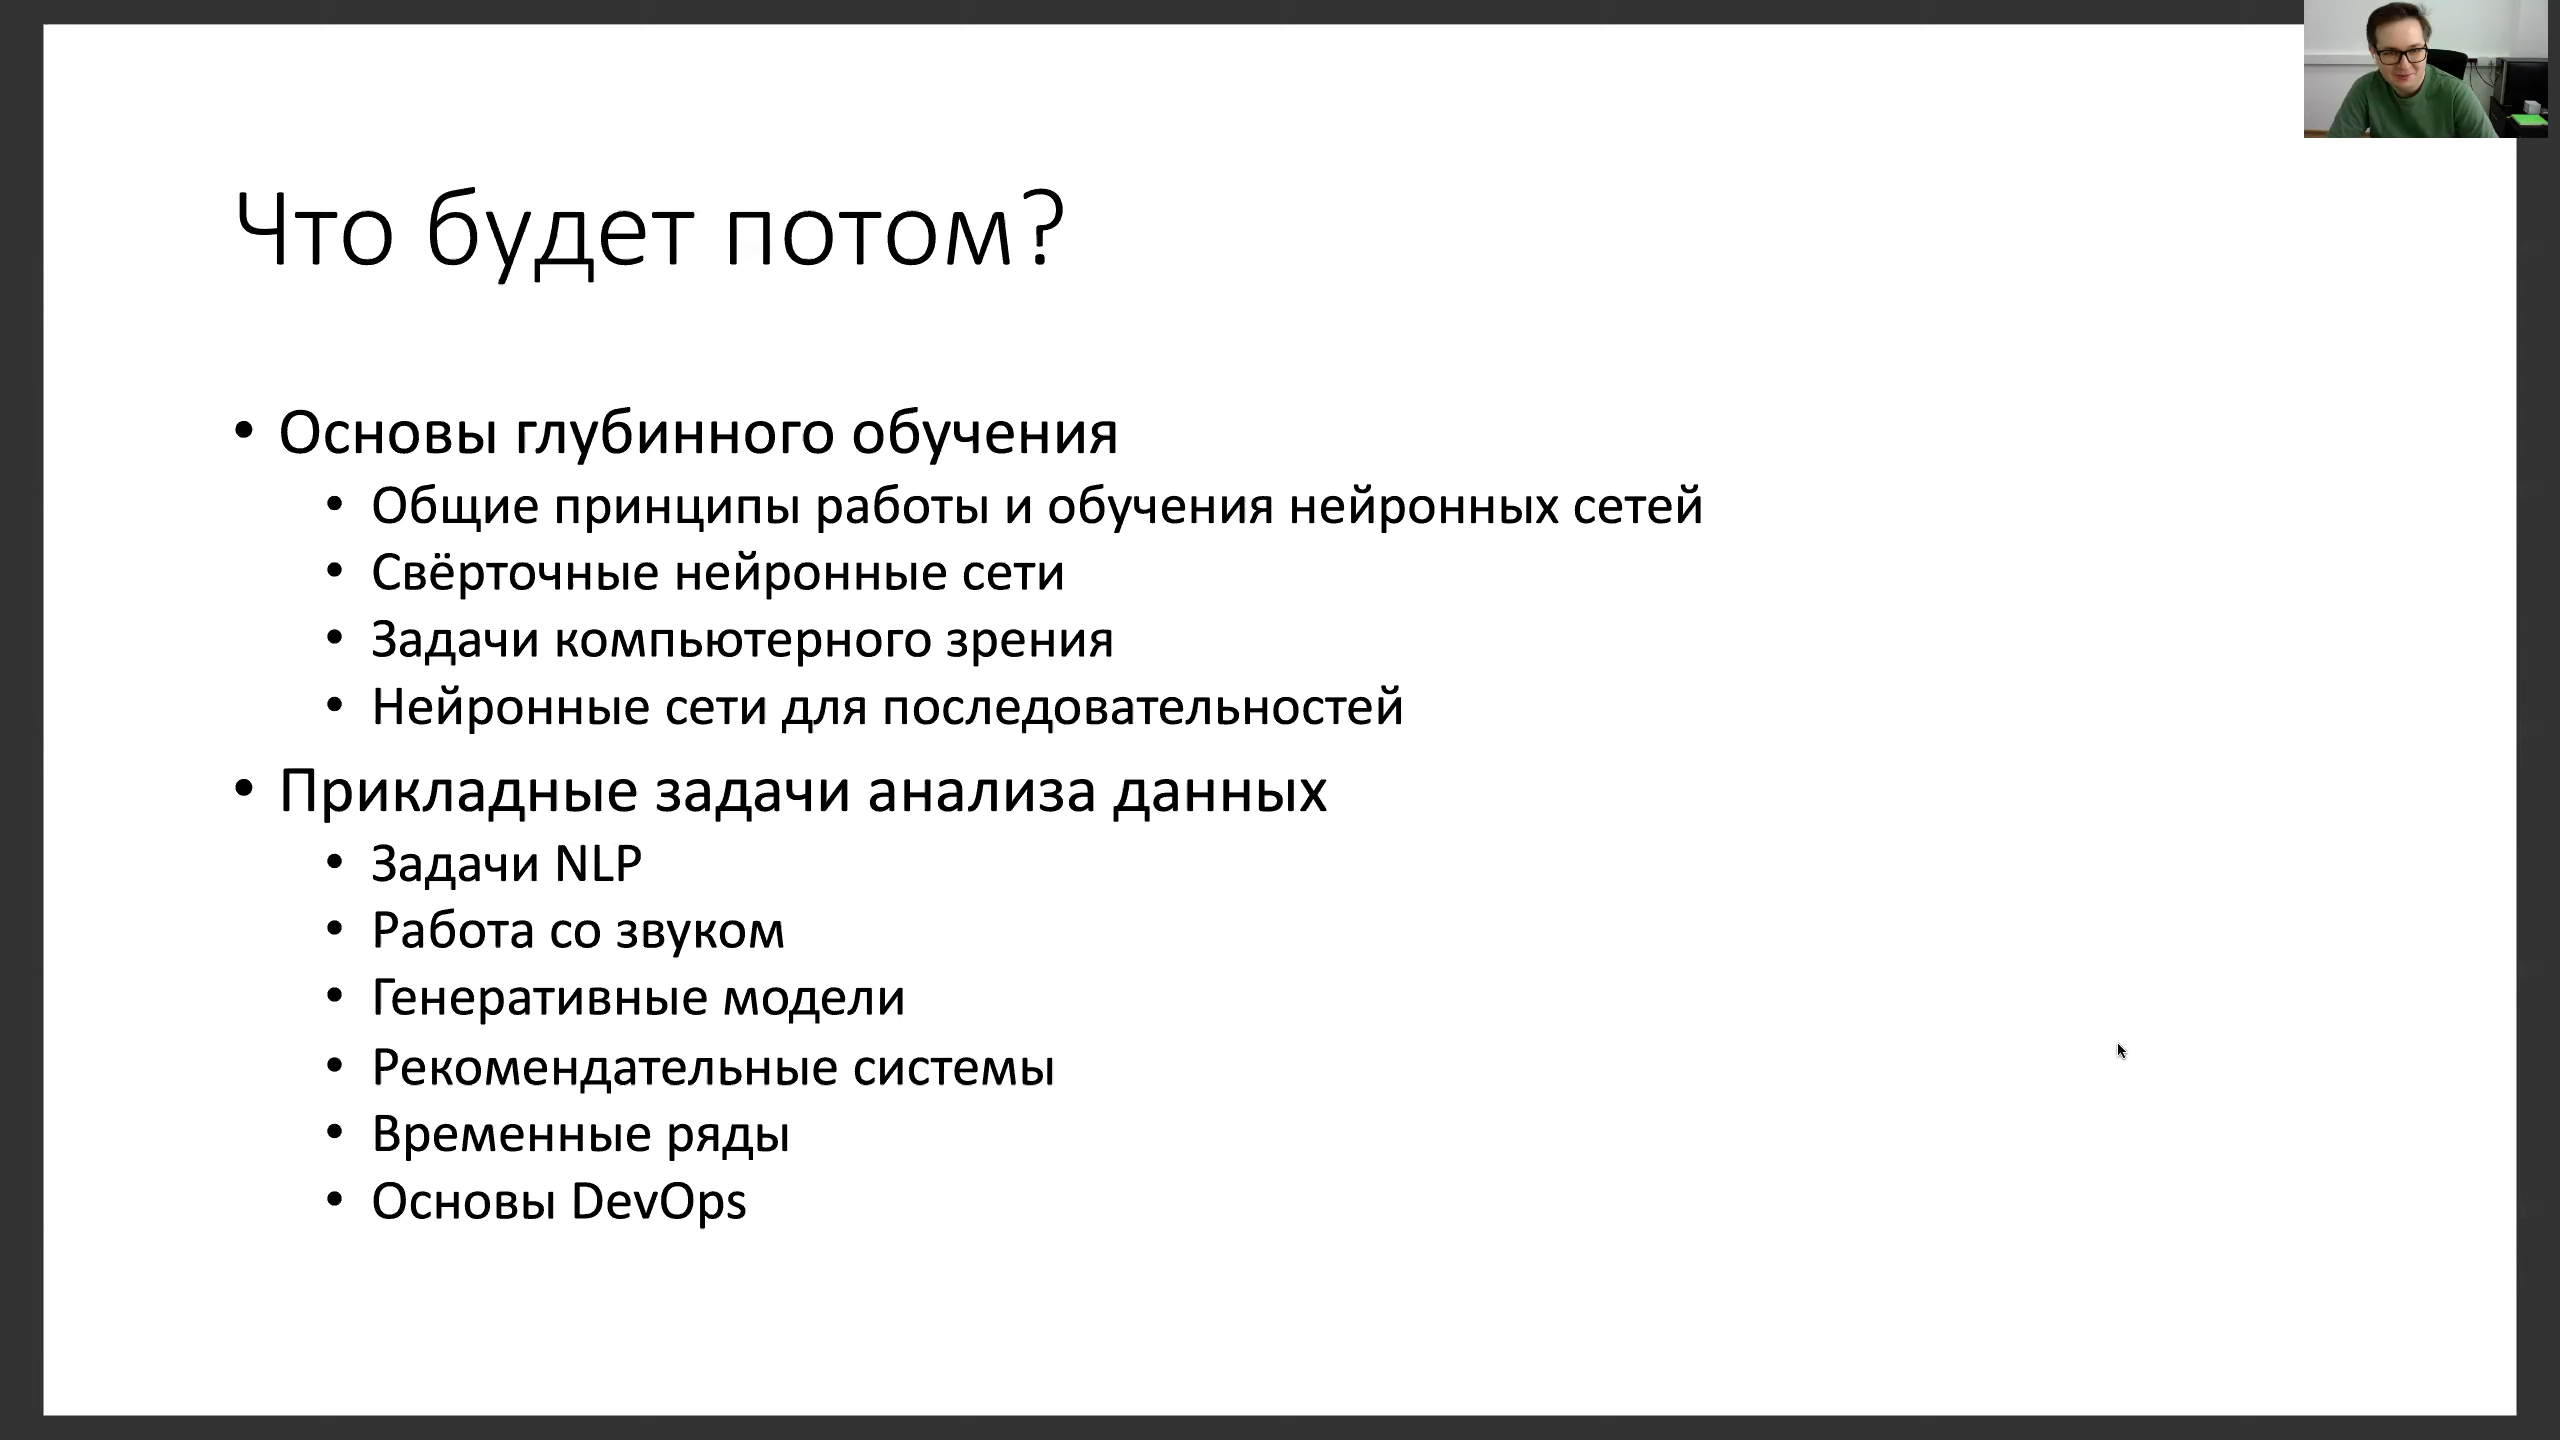 Что будет потом?
• Основы глубинного обучения
• Общие принципы работы и обучения нейронных сетей
• Свёрточные нейронные сети
• Задачи компьютерного зрения
• Нейронные сети для последовательностей
• Прикладные задачи анализа данных
• Задачи NLP
• Работа со звуком
• Генеративные модели
• Рекомендательные системы
• Временные ряды
• Основы DevOps